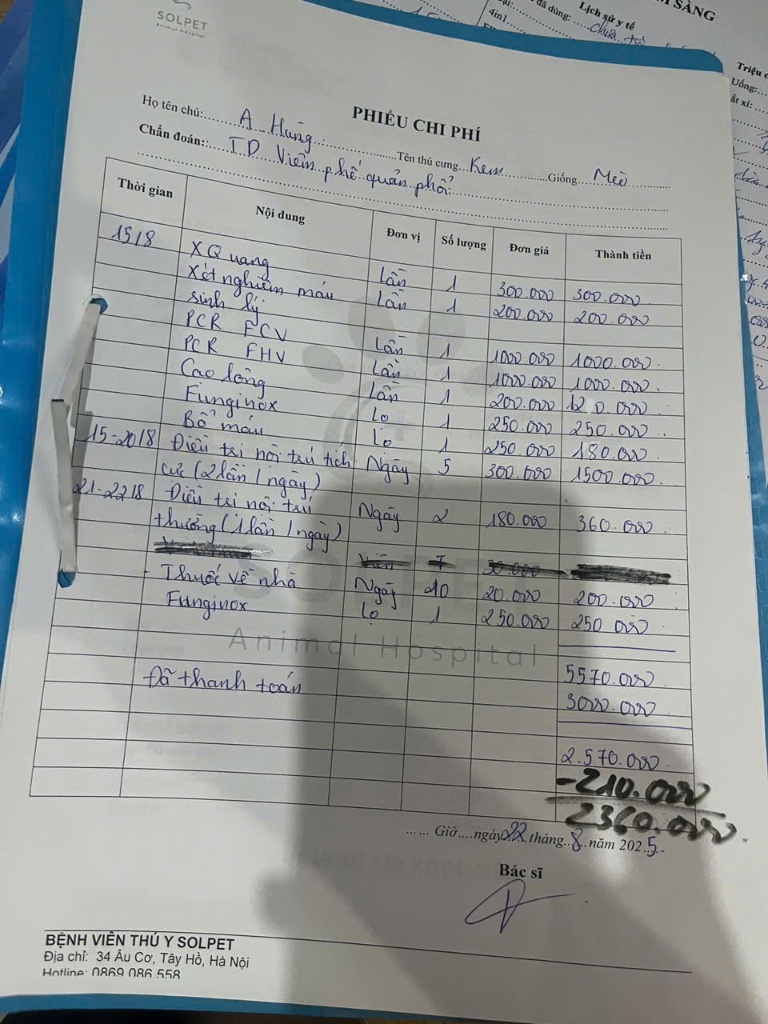 SOLPET
Animal Hospital
SÀNG
Lịch sử y tế
đã dùng:
4in1
Triệu c
Uống:
ất xỉ:
PHIẾU CHI PHÍ
Họ tên chủ: A Hùng Tên thú cưng Kem Giống Mèo
Chẩn đoán: TD Viêm phế quản phổi
Thời gian Nội dung Đơn vị Số lượng Đơn giá Thành tiền
15/8 XQuang Lần 1 300.000 300.000
Xét nghiệm máu Lần 1 200.000 200.000
sinh lý
PCR FCV Lần 1 1000.000 1000.000
PCR FHV Lần 1 1000.000 1000.000
Cao lỏng Lần 1 200.000 120.000
Funginox Lọ 1 250.000 250.000
Bổ máu Lọ 1 250.000 180.000
15-20/8 Điều trị nội trú tích Ngày 5 300.000 1500.000
cực (2 lần / ngày)
21-22/8 Điều trị nội trú Ngày 2 180.000 360.000
thường (1 lần / ngày)
Viên 7 30.000
- Thuốc về nhà Ngày 10 20.000 200.000
Funginox Lọ 1 250.000 250 000
SOLPET
Animal Hospital
5570.000
Đã thanh toán 3000.000
2.570.000
-210.000
2360.000
Giờ ngày 22 tháng 8 năm 2025
Bác sĩ
BỆNH VIỆN THÚ Y SOLPET
Địa chỉ: 34 Âu Cơ, Tây Hồ, Hà Nội
Hotline: 0869 086 558